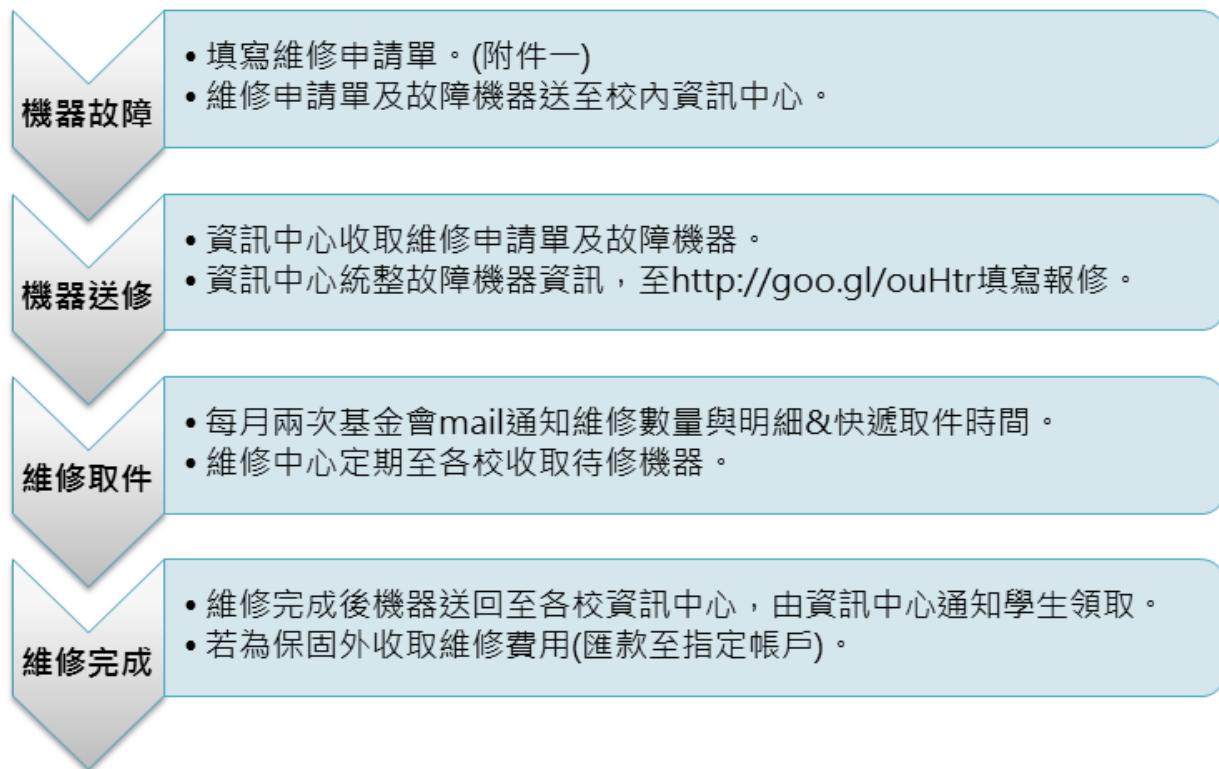 機器故障
• 填寫維修申請單。(附件一)
• 維修申請單及故障機器送至校內資訊中心。
機器送修
• 資訊中心收取維修申請單及故障機器。
• 資訊中心統整故障機器資訊，至http://goo.gl/ouHtr填寫報修。
維修取件
• 每月兩次基金會mail通知維修數量與明細&快遞取件時間。
• 維修中心定期至各校收取待修機器。
維修完成
• 維修完成後機器送回至各校資訊中心，由資訊中心通知學生領取。
• 若為保固外收取維修費用(匯款至指定帳戶)。